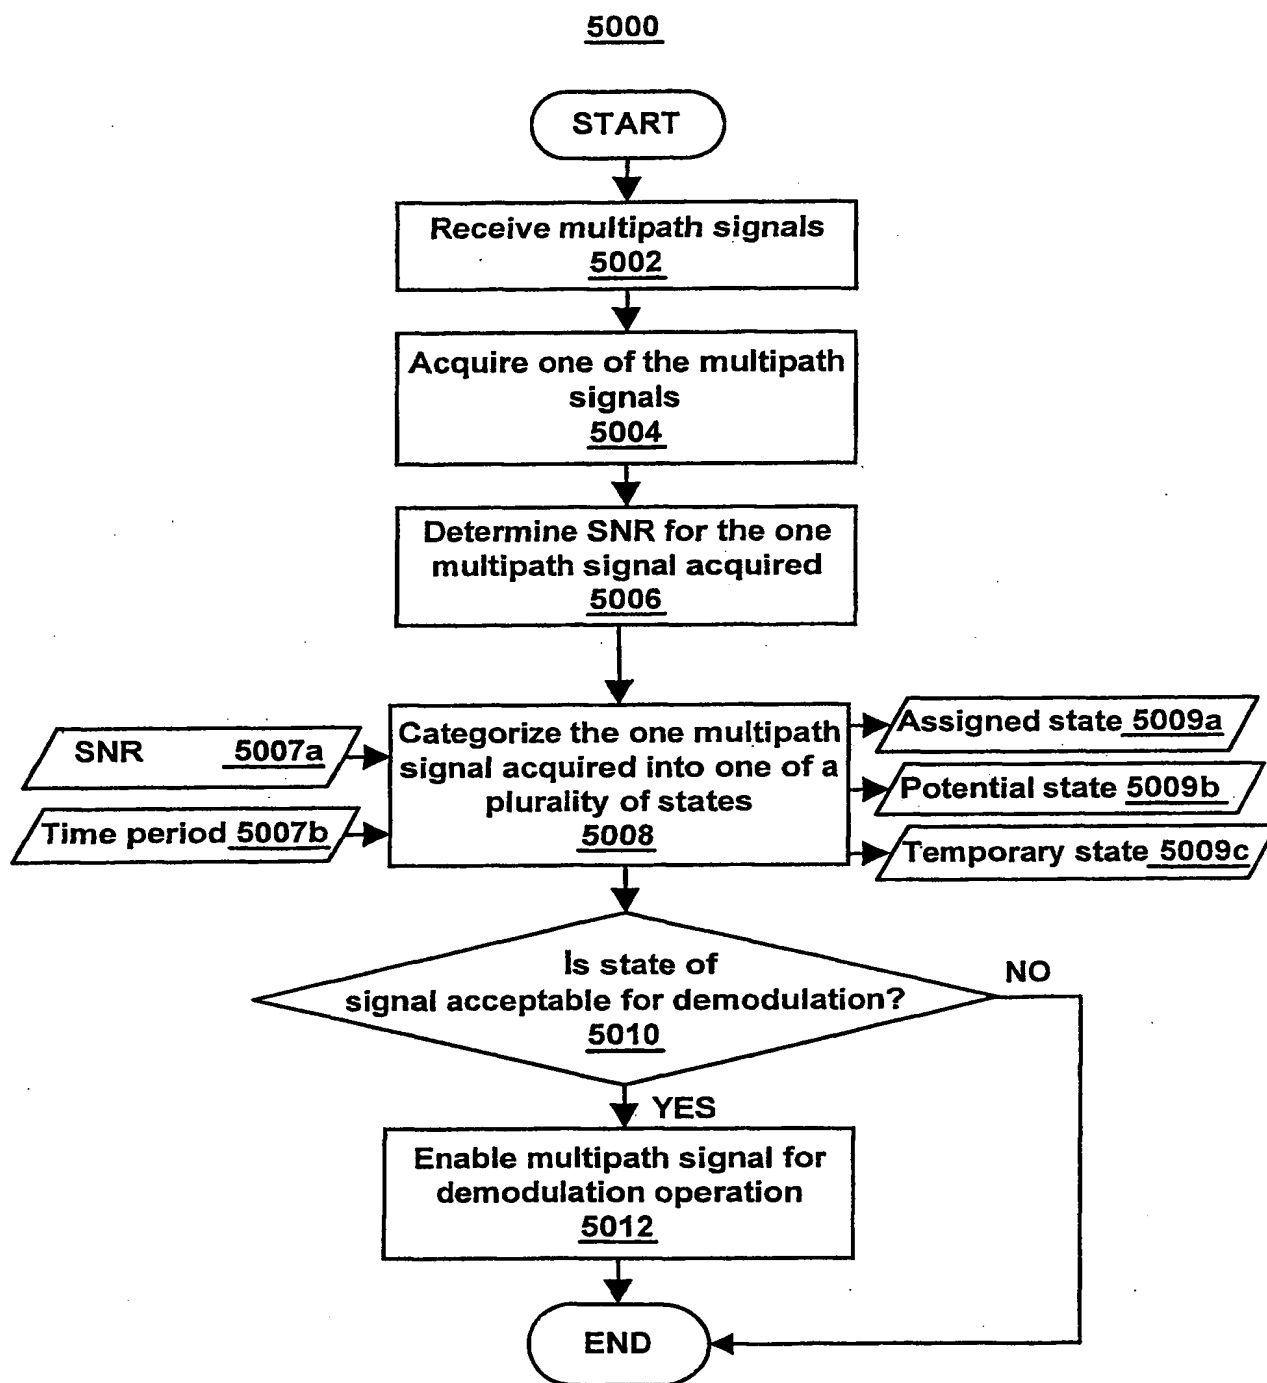 5000
START
Receive multipath signals
5002
Acquire one of the multipath
signals
5004
Determine SNR for the one
multipath signal acquired
5006
SNR 5007a
Time period 5007b
Categorize the one multipath
signal acquired into one of a
plurality of states
5008
Assigned state 5009a
Potential state 5009b
Temporary state 5009c
Is state of
signal acceptable for demodulation?
5010
NO
YES
Enable multipath signal for
demodulation operation
5012
END